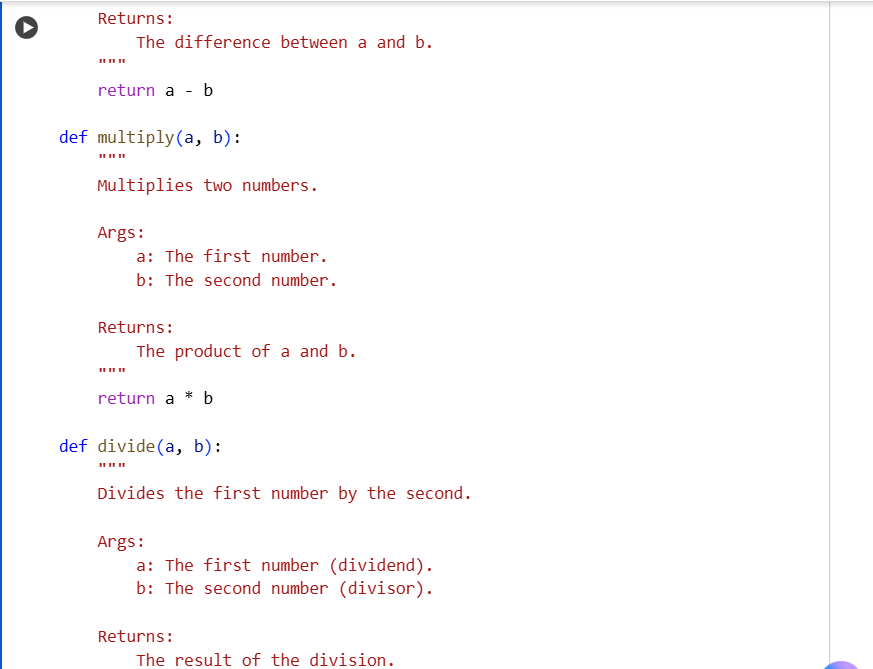 Returns:
The difference between a and b.
"""
return a - b
def multiply(a, b):
"""
Multiplies two numbers.
Args:
a: The first number.
b: The second number.
Returns:
The product of a and b.
"""
return a * b
def divide(a, b):
"""
Divides the first number by the second.
Args:
a: The first number (dividend).
b: The second number (divisor).
Returns:
The result of the division.